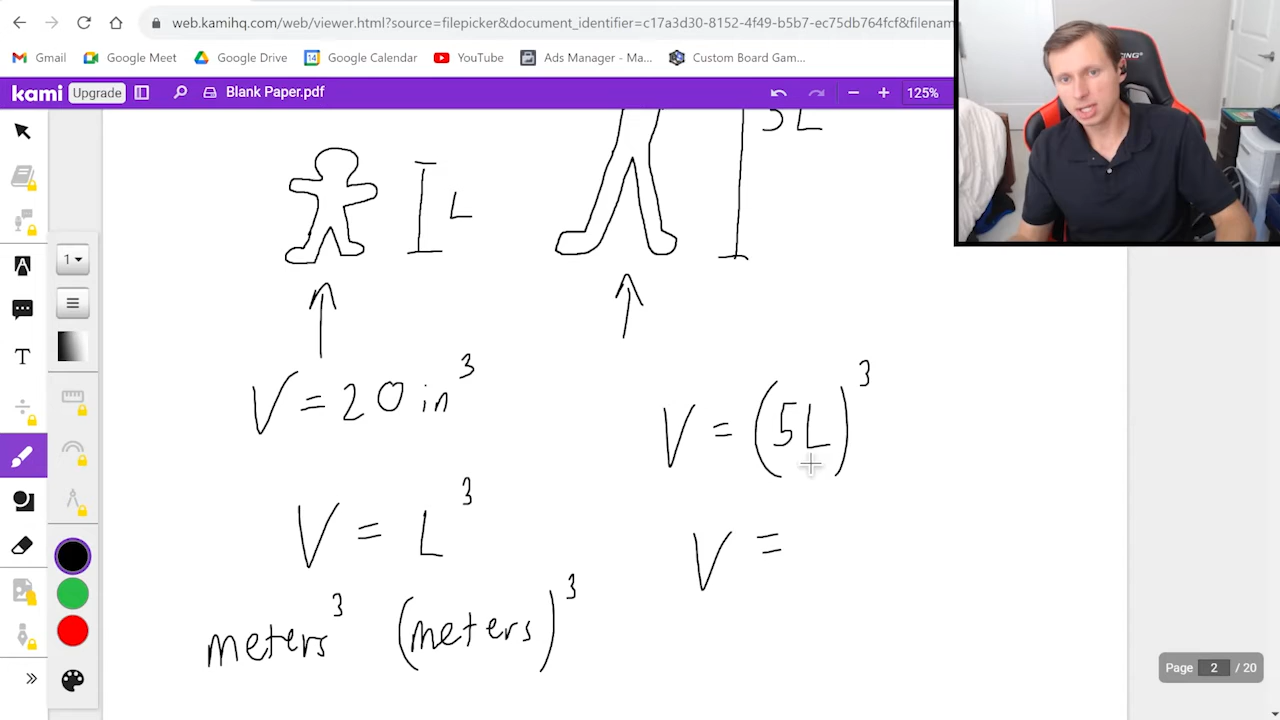 web.kamihq.com/web/viewer.html?source=filepicker&document_identifier=c17a3d30-8152-4f49-b5b7-ec75db764fcf&filenam
Gmail Google Meet Google Drive 14 Google Calendar YouTube Ads Manager - Ma... Custom Board Gam...
kami Upgrade Blank Paper.pdf 125%
5L
1
L
T
V = 20 in³
V = (5L)³
V = L³
V =
meters³ (meters)³
Page 2 / 20